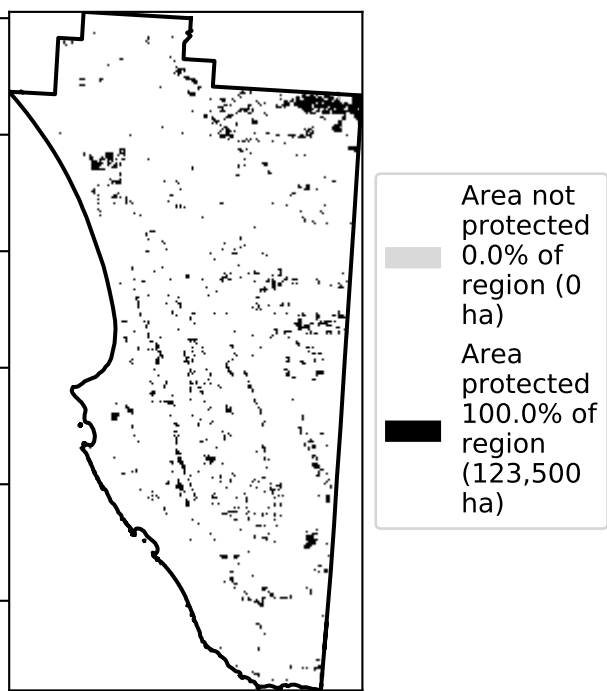 Area not
protected
0.0% of
region (0
ha)
Area
protected
100.0% of
region
(123,500
ha)